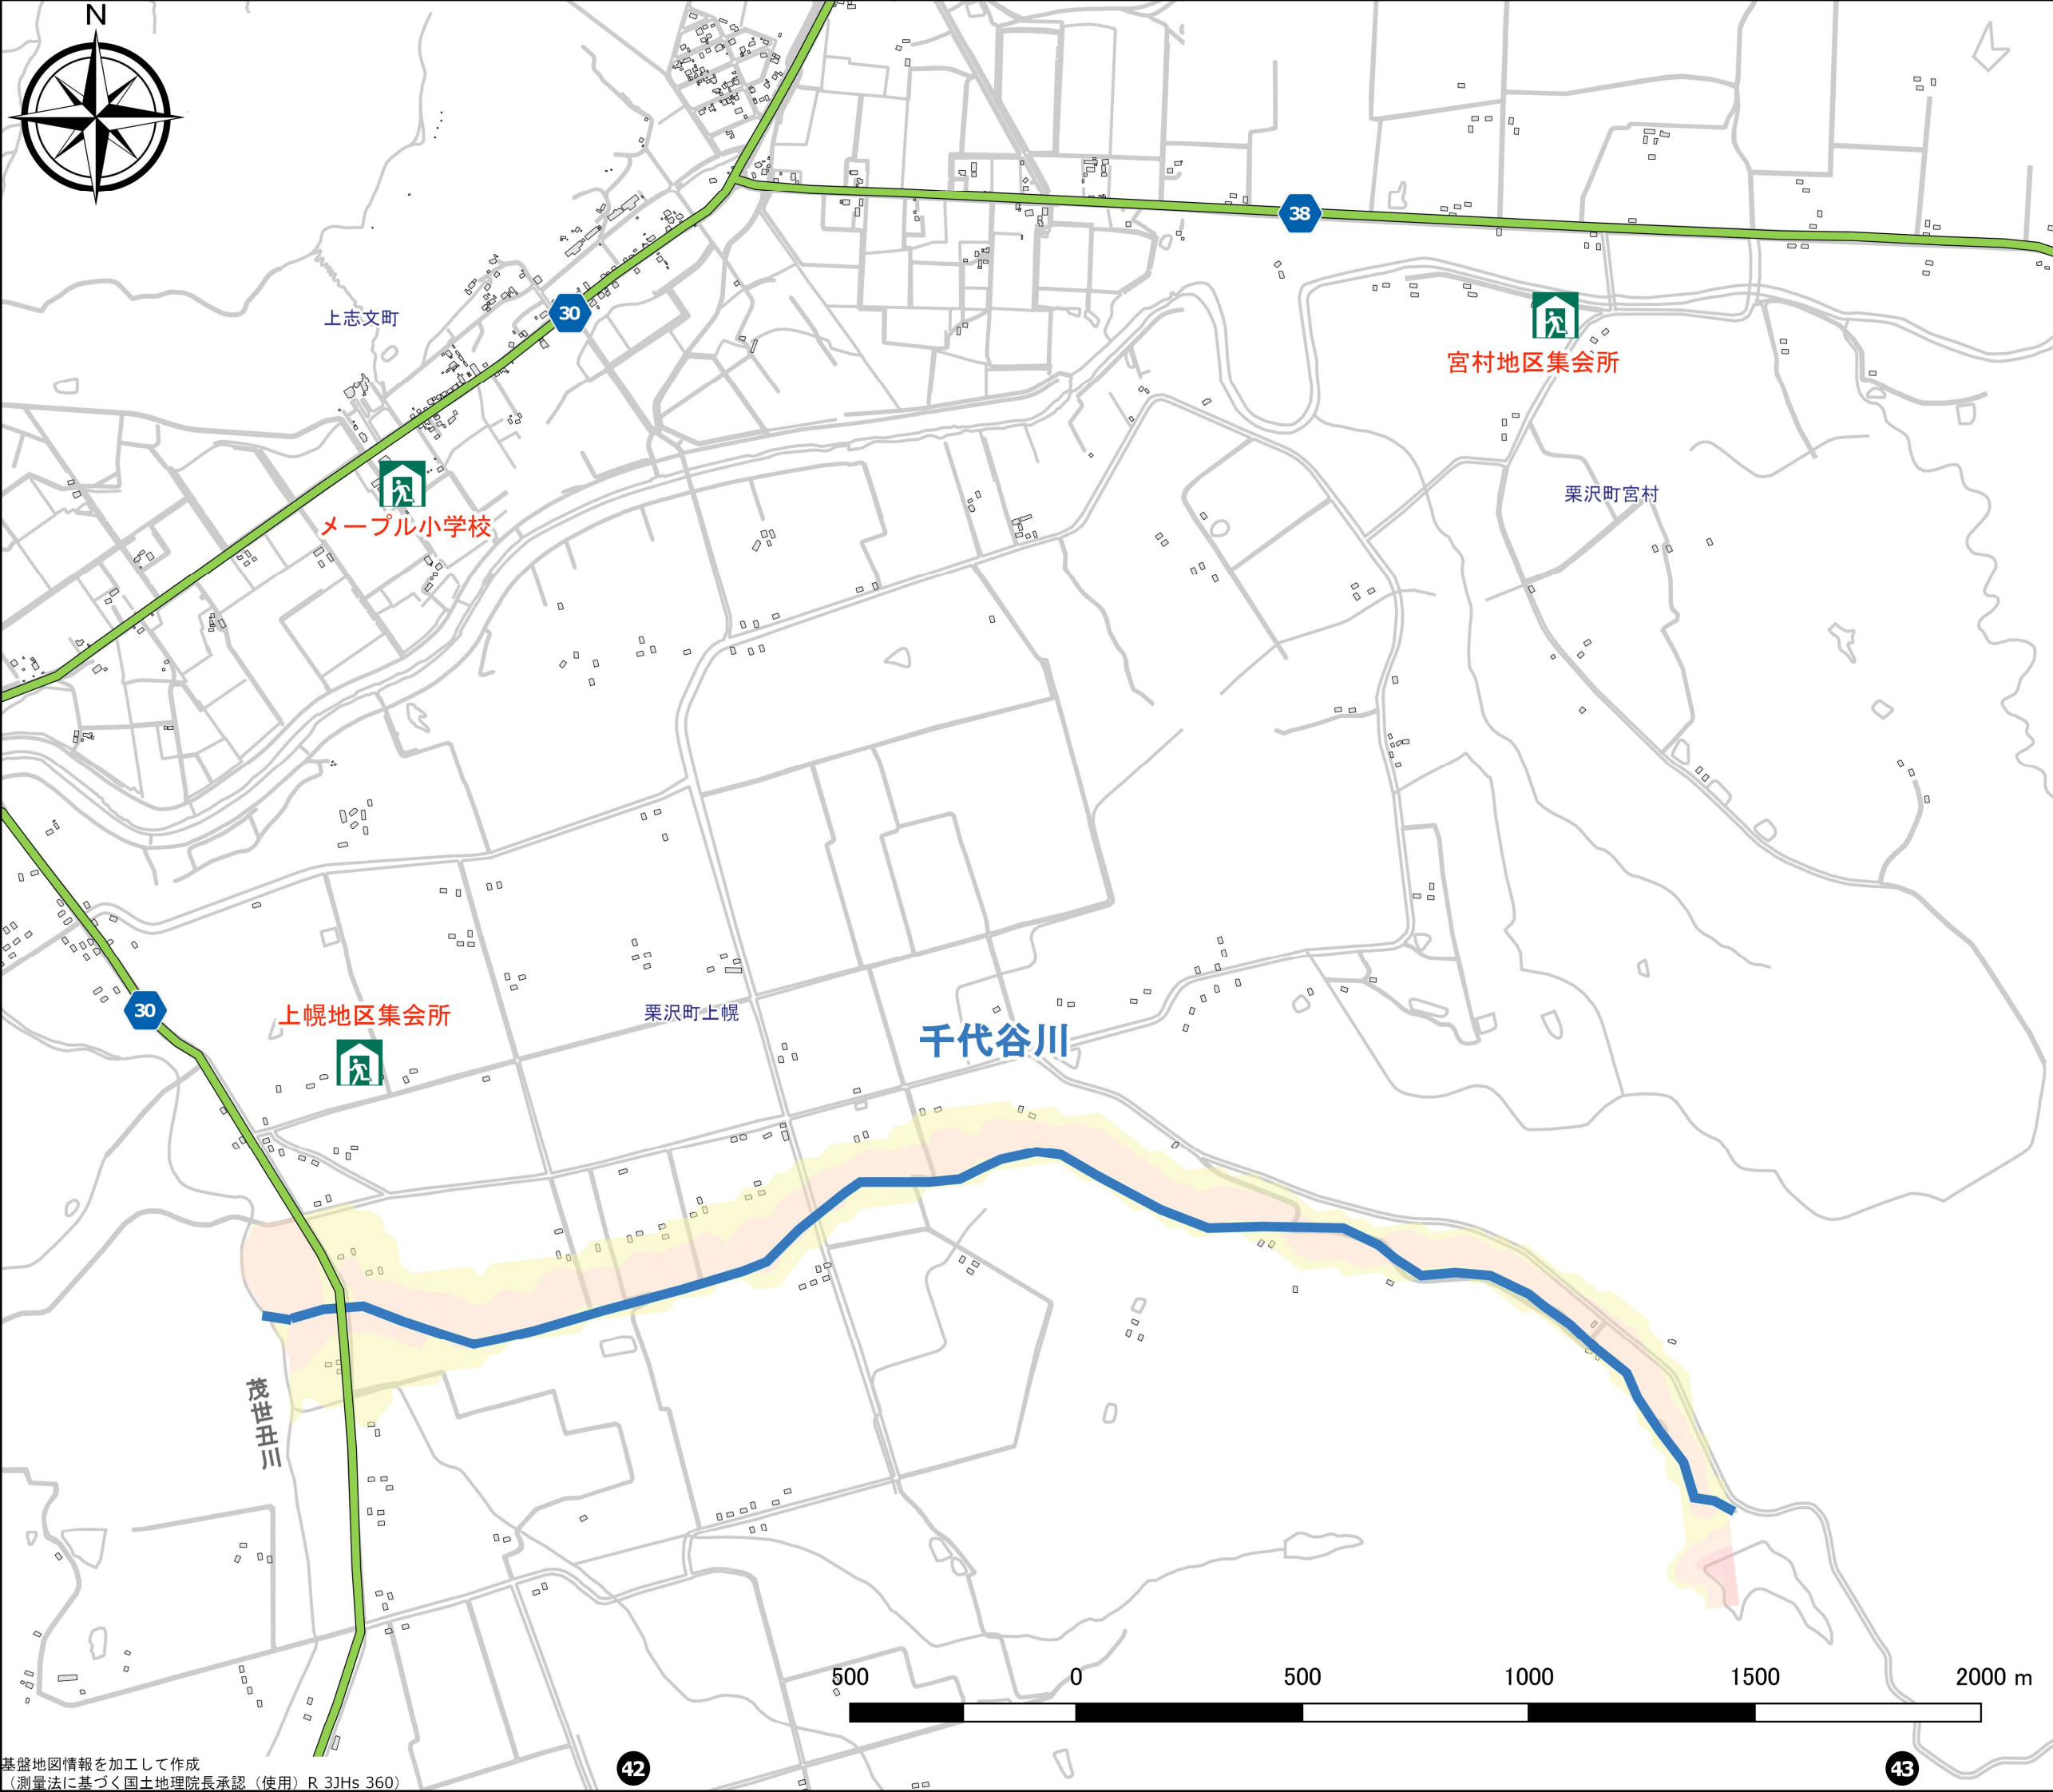 N
38
30
上志文町
宮村地区集会所
栗沢町宮村
メープル小学校
30
上幌地区集会所
栗沢町上幌
千代谷川
茂世丑川
500 0 500 1000 1500 2000 m
基盤地図情報を加工して作成
（測量法に基づく国土地理院長承認（使用）R 3JHs 360）
42
43